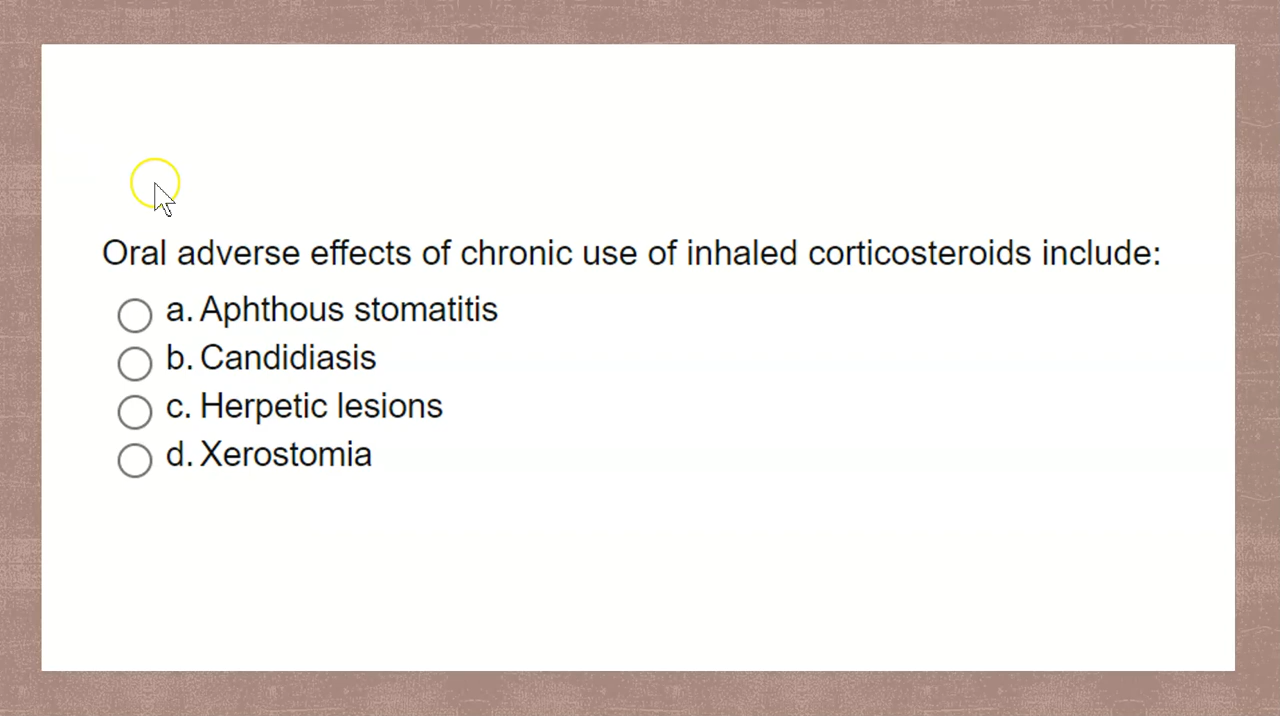 Oral adverse effects of chronic use of inhaled corticosteroids include:
a. Aphthous stomatitis
b. Candidiasis
c. Herpetic lesions
d. Xerostomia